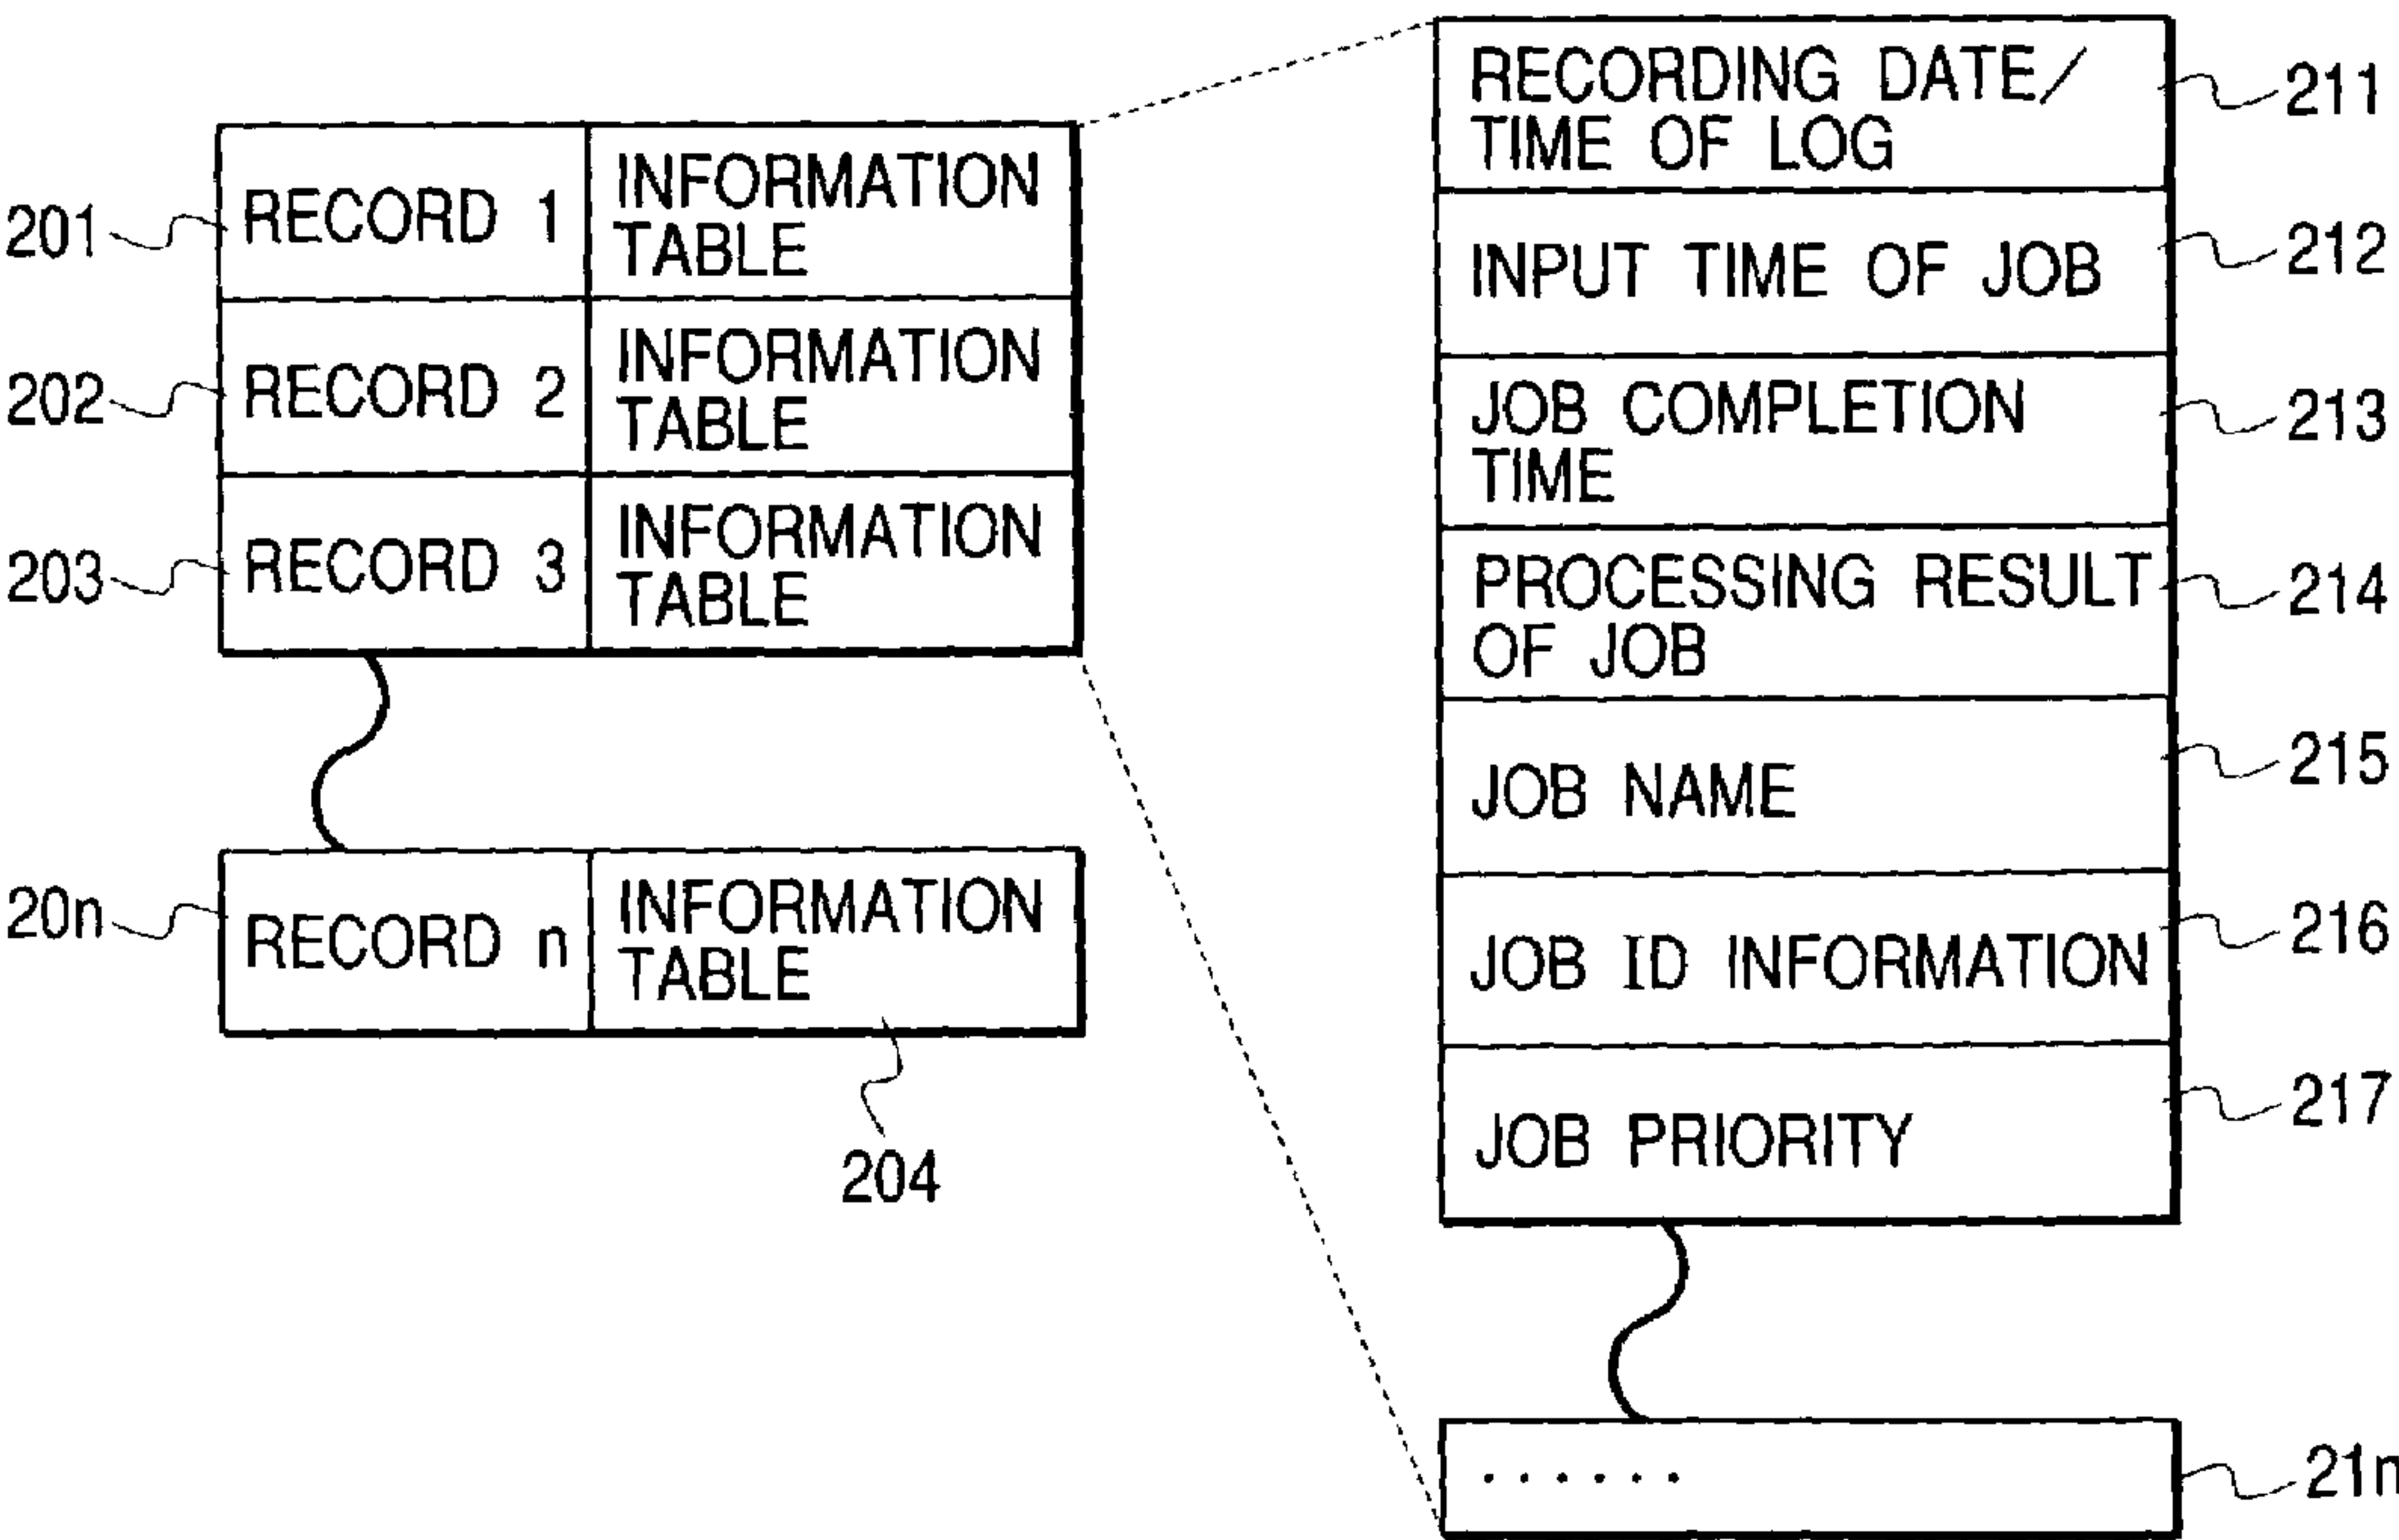 201
RECORD 1
INFORMATION
TABLE
202
RECORD 2
INFORMATION
TABLE
203
RECORD 3
INFORMATION
TABLE
20n
RECORD n
INFORMATION
TABLE
204
RECORDING DATE/
TIME OF LOG
211
INPUT TIME OF JOB
212
JOB COMPLETION
TIME
213
PROCESSING RESULT
OF JOB
214
JOB NAME
215
JOB ID INFORMATION
216
JOB PRIORITY
217
......
21n